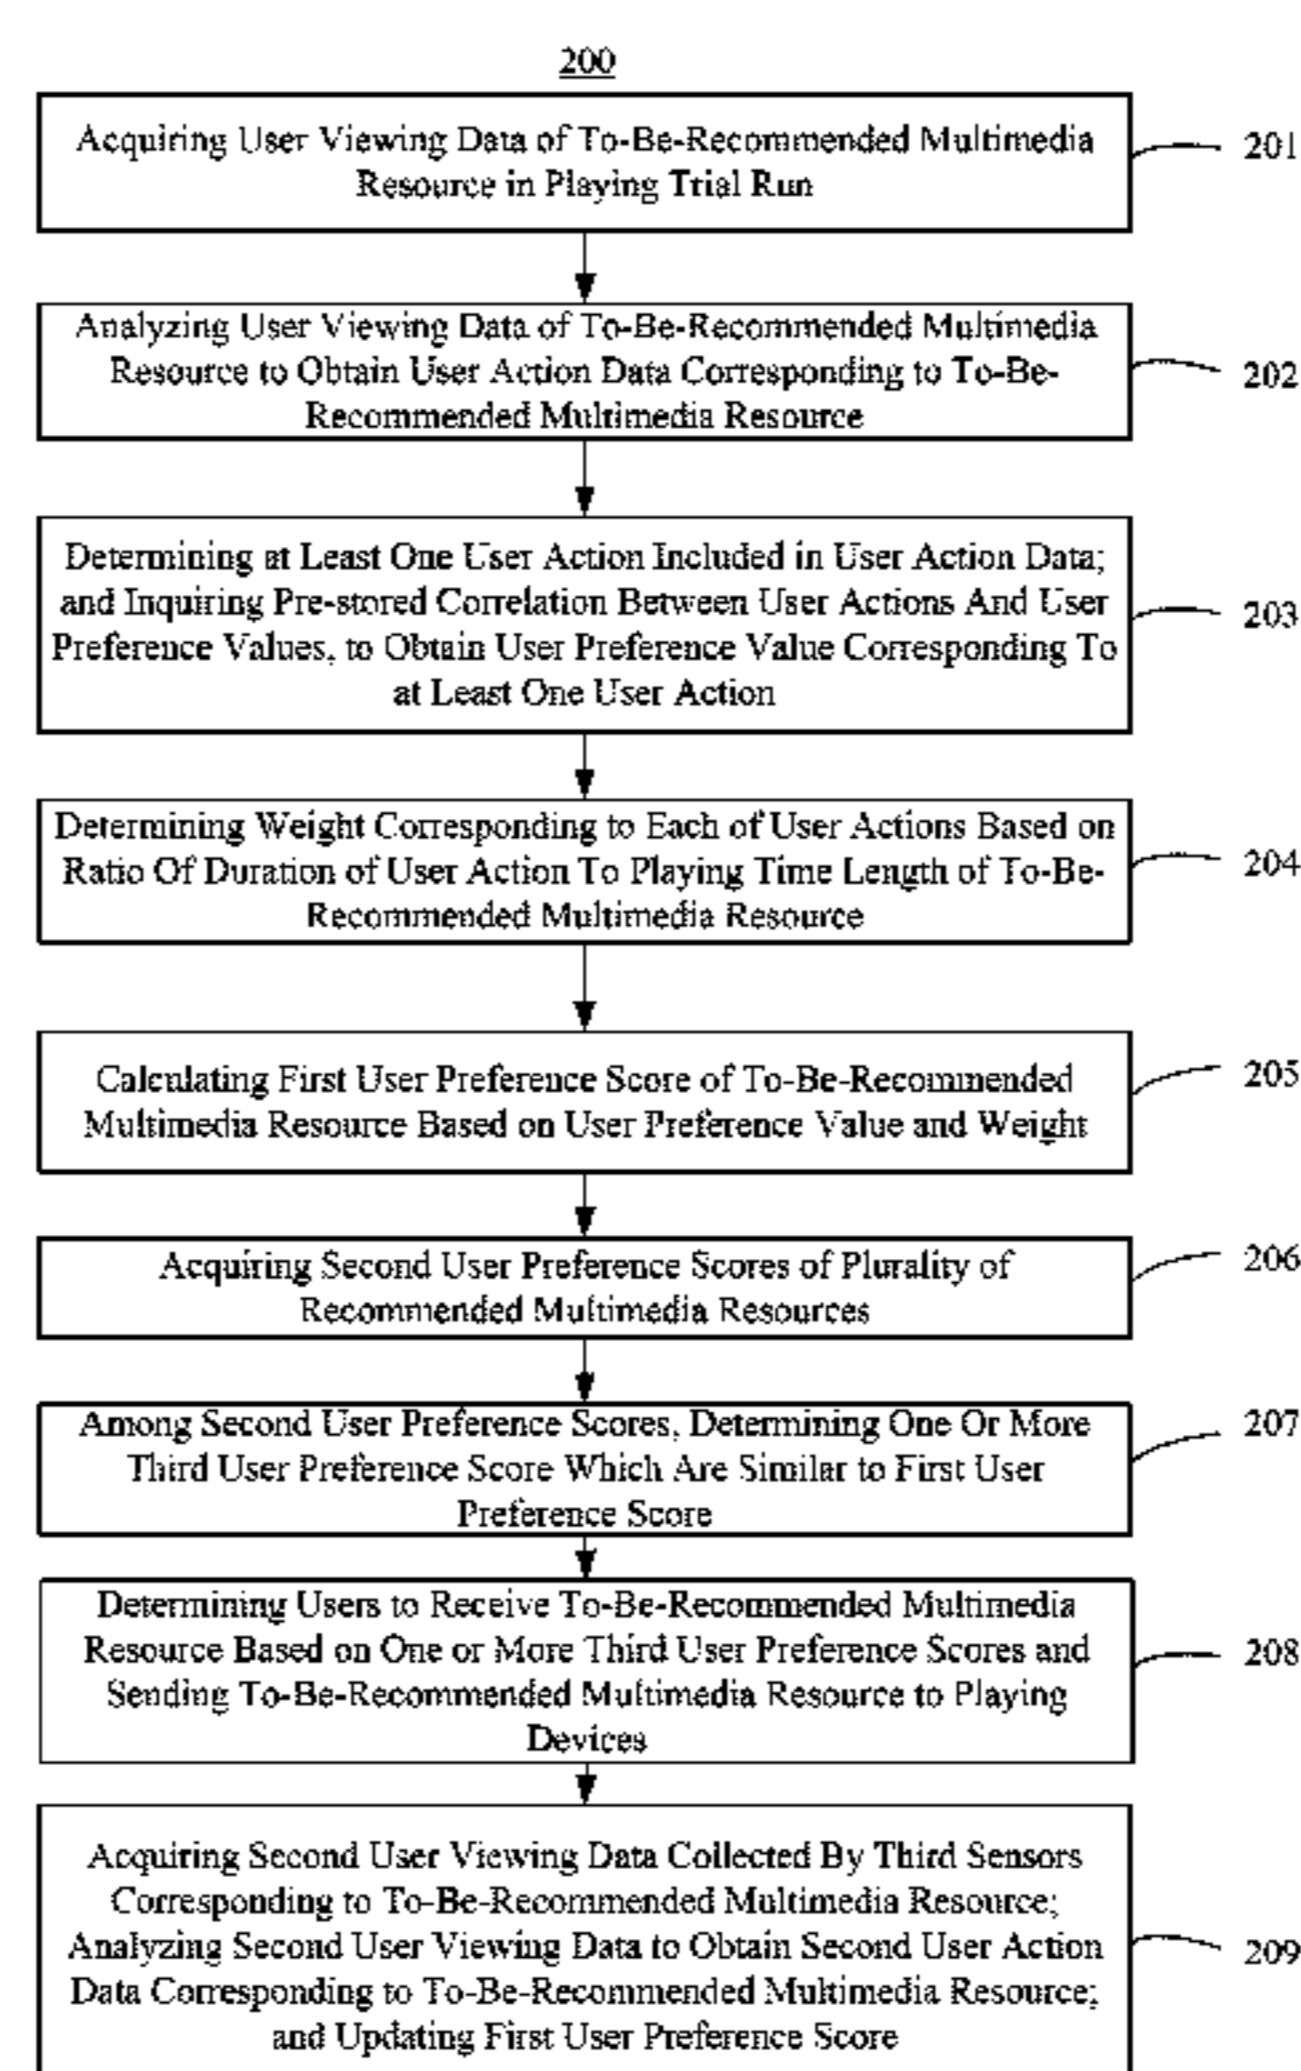 200
Acquiring User Viewing Data of To-Be-Recommended Multimedia
Resource in Playing Trial Run
201
Analyzing User Viewing Data of To-Be-Recommended Multimedia
Resource to Obtain User Action Data Corresponding to To-Be-
Recommended Multimedia Resource
202
Determining at Least One User Action Included in User Action Data;
and Inquiring Pre-stored Correlation Between User Actions And User
Preference Values, to Obtain User Preference Value Corresponding To
at Least One User Action
203
Determining Weight Corresponding to Each of User Actions Based on
Ratio Of Duration of User Action To Playing Time Length of To-Be-
Recommended Multimedia Resource
204
Calculating First User Preference Score of To-Be-Recommended
Multimedia Resource Based on User Preference Value and Weight
205
Acquiring Second User Preference Scores of Plurality of
Recommended Multimedia Resources
206
Among Second User Preference Scores, Determining One Or More
Third User Preference Score Which Are Similar to First User
Preference Score
207
Determining Users to Receive To-Be-Recommended Multimedia
Resource Based on One or More Third User Preference Scores and
Sending To-Be-Recommended Multimedia Resource to Playing
Devices
208
Acquiring Second User Viewing Data Collected By Third Sensors
Corresponding to To-Be-Recommended Multimedia Resource;
Analyzing Second User Viewing Data to Obtain Second User Action
Data Corresponding to To-Be-Recommended Multimedia Resource;
and Updating First User Preference Score
209